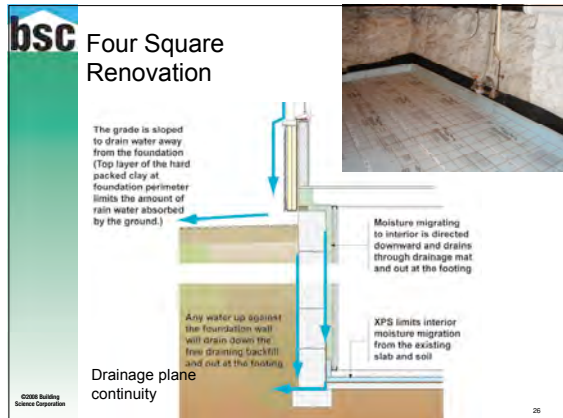 bsc
Four Square
Renovation
The grade is sloped
to drain water away
from the foundation
(Top layer of the hard
packed clay at
foundation perimeter
limits the amount of
rain water absorbed
by the ground.)
Moisture migrating
to interior is directed
downward and drains
through drainage mat
and out at the footing
Any water up against
the foundation wall
will drain down the
free draining backfill
and out at the footing
XPS limits interior
moisture migration
from the existing
slab and soil
Drainage plane
continuity
©2008 Building
Science Corporation
26